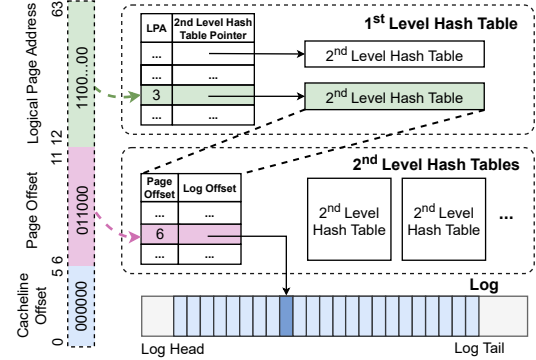 63
Logical Page Address
1100...00
12
11
Page Offset
011000
6
5
Cacheline
Offset
000000
0
1st Level Hash Table
LPA
2nd Level Hash
Table Pointer
...
...
2nd Level Hash Table
...
...
3
2nd Level Hash Table
...
...
2nd Level Hash Tables
Page
Offset
Log Offset
...
...
6
...
...
2nd Level
Hash Table
2nd Level
Hash Table
...
Log
Log Head
Log Tail